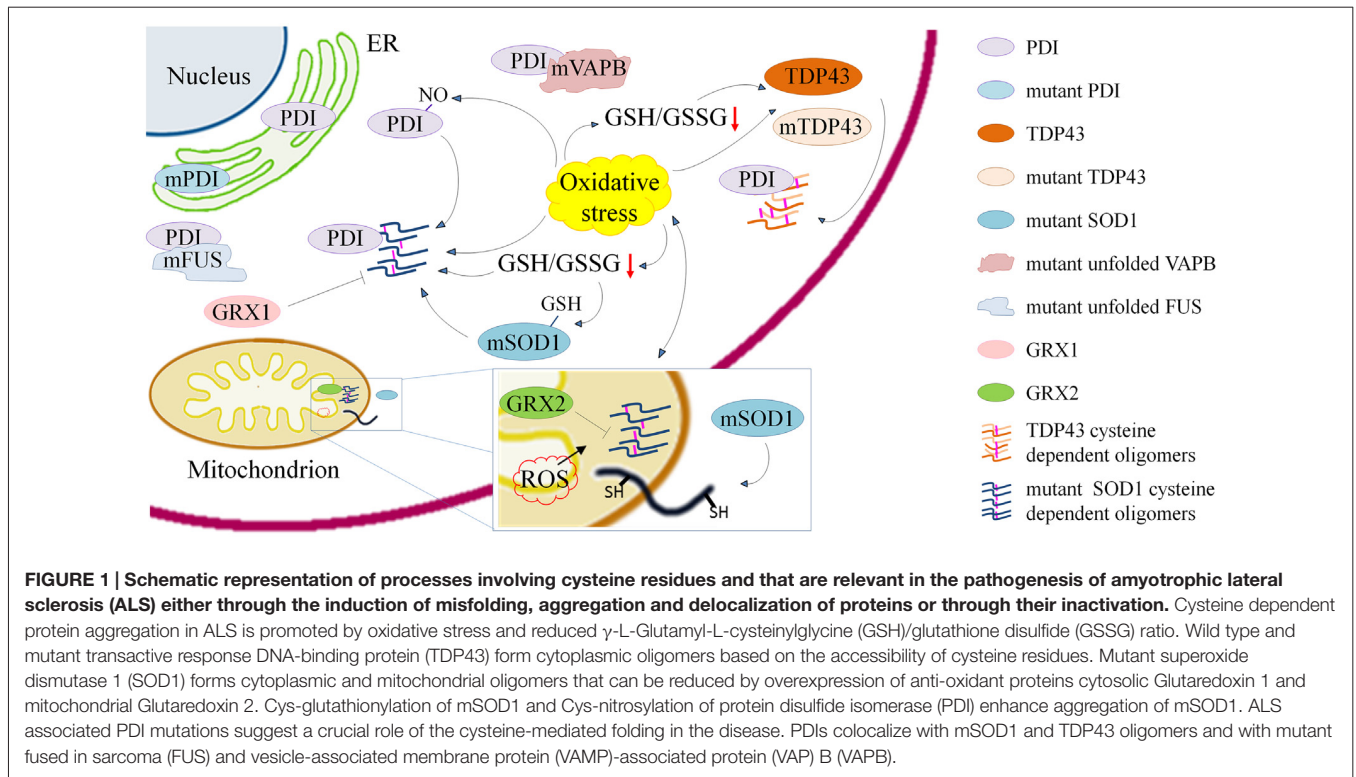 ER
Nucleus
PDI
mPDI
PDI
mFUS
NO
PDI
PDI
mVAPB
GSH/GSSG
TDP43
mTDP43
PDI
Oxidative
stress
PDI
GSH/GSSG
GSH
mSOD1
GRX1
Mitochondrion
GRX2
ROS
SH
SH
mSOD1
PDI
mutant PDI
TDP43
mutant TDP43
mutant SOD1
mutant unfolded VAPB
mutant unfolded FUS
GRX1
GRX2
TDP43 cysteine
dependent oligomers
mutant SOD1 cysteine
dependent oligomers
FIGURE 1 | Schematic representation of processes involving cysteine residues and that are relevant in the pathogenesis of amyotrophic lateral
sclerosis (ALS) either through the induction of misfolding, aggregation and delocalization of proteins or through their inactivation. Cysteine dependent
protein aggregation in ALS is promoted by oxidative stress and reduced γ-L-Glutamyl-L-cysteinylglycine (GSH)/glutathione disulfide (GSSG) ratio. Wild type and
mutant transactive response DNA-binding protein (TDP43) form cytoplasmic oligomers based on the accessibility of cysteine residues. Mutant superoxide
dismutase 1 (SOD1) forms cytoplasmic and mitochondrial oligomers that can be reduced by overexpression of anti-oxidant proteins cytosolic Glutaredoxin 1 and
mitochondrial Glutaredoxin 2. Cys-glutathionylation of mSOD1 and Cys-nitrosylation of protein disulfide isomerase (PDI) enhance aggregation of mSOD1. ALS
associated PDI mutations suggest a crucial role of the cysteine-mediated folding in the disease. PDIs colocalize with mSOD1 and TDP43 oligomers and with mutant
fused in sarcoma (FUS) and vesicle-associated membrane protein (VAMP)-associated protein (VAP) B (VAPB).